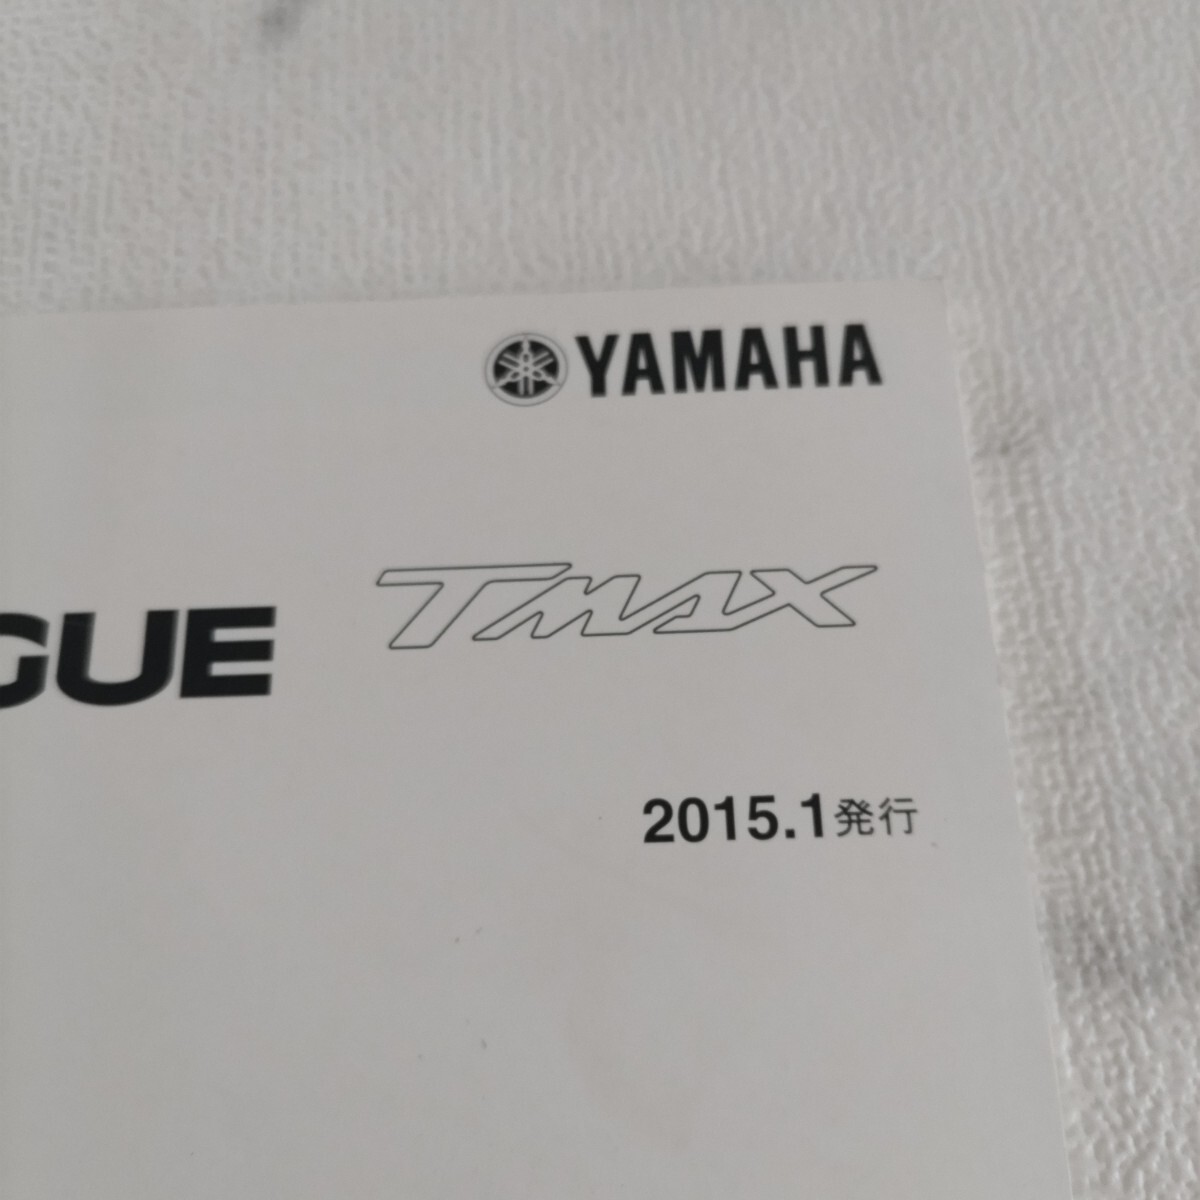 YAMAHA
TMAX
GUE
2015.1発行